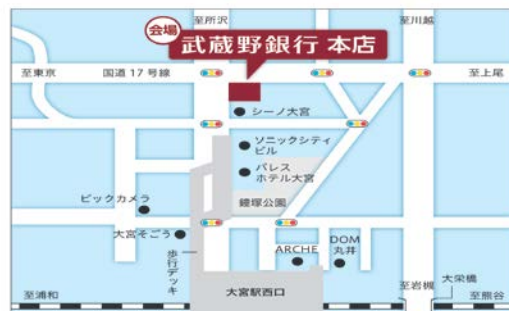 至所沢
至川越
会場
武蔵野銀行 本店
至東京
国道17号線
至上尾
シーノ大宮
ソニックシティ
ビル
パレス
ホテル大宮
鐘塚公園
ビックカメラ
大宮そごう
歩行デッキ
ARCHE
DOM
丸井
大宮駅西口
至浦和
至岩槻
大栄橋
至熊谷